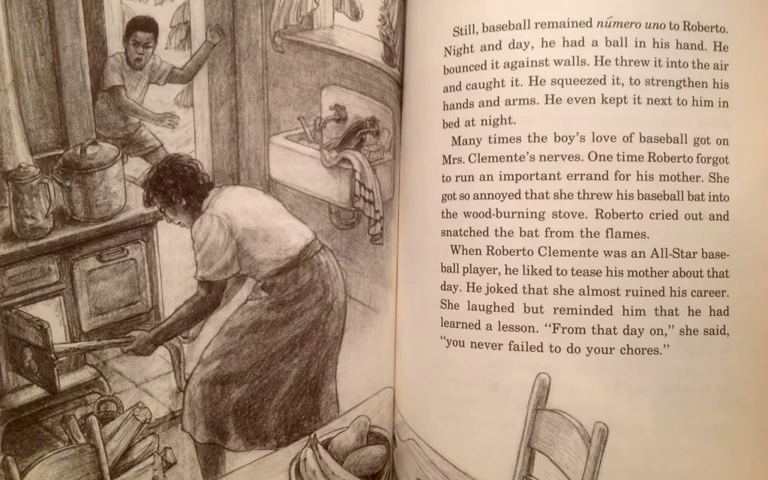 Still, baseball remained número uno to Roberto.
Night and day, he had a ball in his hand. He
bounced it against walls. He threw it into the air
and caught it. He squeezed it, to strengthen his
hands and arms. He even kept it next to him in
bed at night.
Many times the boy's love of baseball got on
Mrs. Clemente's nerves. One time Roberto forgot
to run an important errand for his mother. She
got so annoyed that she threw his baseball bat into
the wood-burning stove. Roberto cried out and
snatched the bat from the flames.
When Roberto Clemente was an All-Star base-
ball player, he liked to tease his mother about that
day. He joked that she almost ruined his career.
She laughed but reminded him that he had
learned a lesson. “From that day on,” she said,
“you never failed to do your chores.”